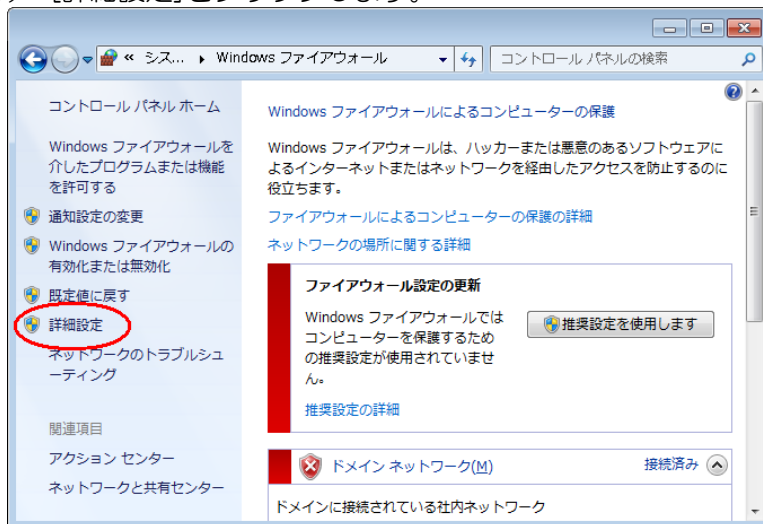 「詳細設定」をクリックします。
« シス... ▸ Windows ファイアウォール
コントロール パネルの検索
コントロール パネル ホーム
Windows ファイアウォールを
介したプログラムまたは機能
を許可する
通知設定の変更
Windows ファイアウォールの
有効化または無効化
既定値に戻す
詳細設定
ネットワークのトラブルシュ
ーティング
関連項目
アクション センター
ネットワークと共有センター
Windows ファイアウォールによるコンピューターの保護
Windows ファイアウォールは、ハッカーまたは悪意のあるソフトウェアに
よるインターネットまたはネットワークを経由したアクセスを防止するのに
役立ちます。
ファイアウォールによるコンピューターの保護の詳細
ネットワークの場所に関する詳細
ファイアウォール設定の更新
Windows ファイアウォールでは
コンピューターを保護するため
の推奨設定が使用されていませ
ん。
推奨設定を使用します
推奨設定の詳細
ドメイン ネットワーク(M)
接続済み
ドメインに接続されている社内ネットワーク